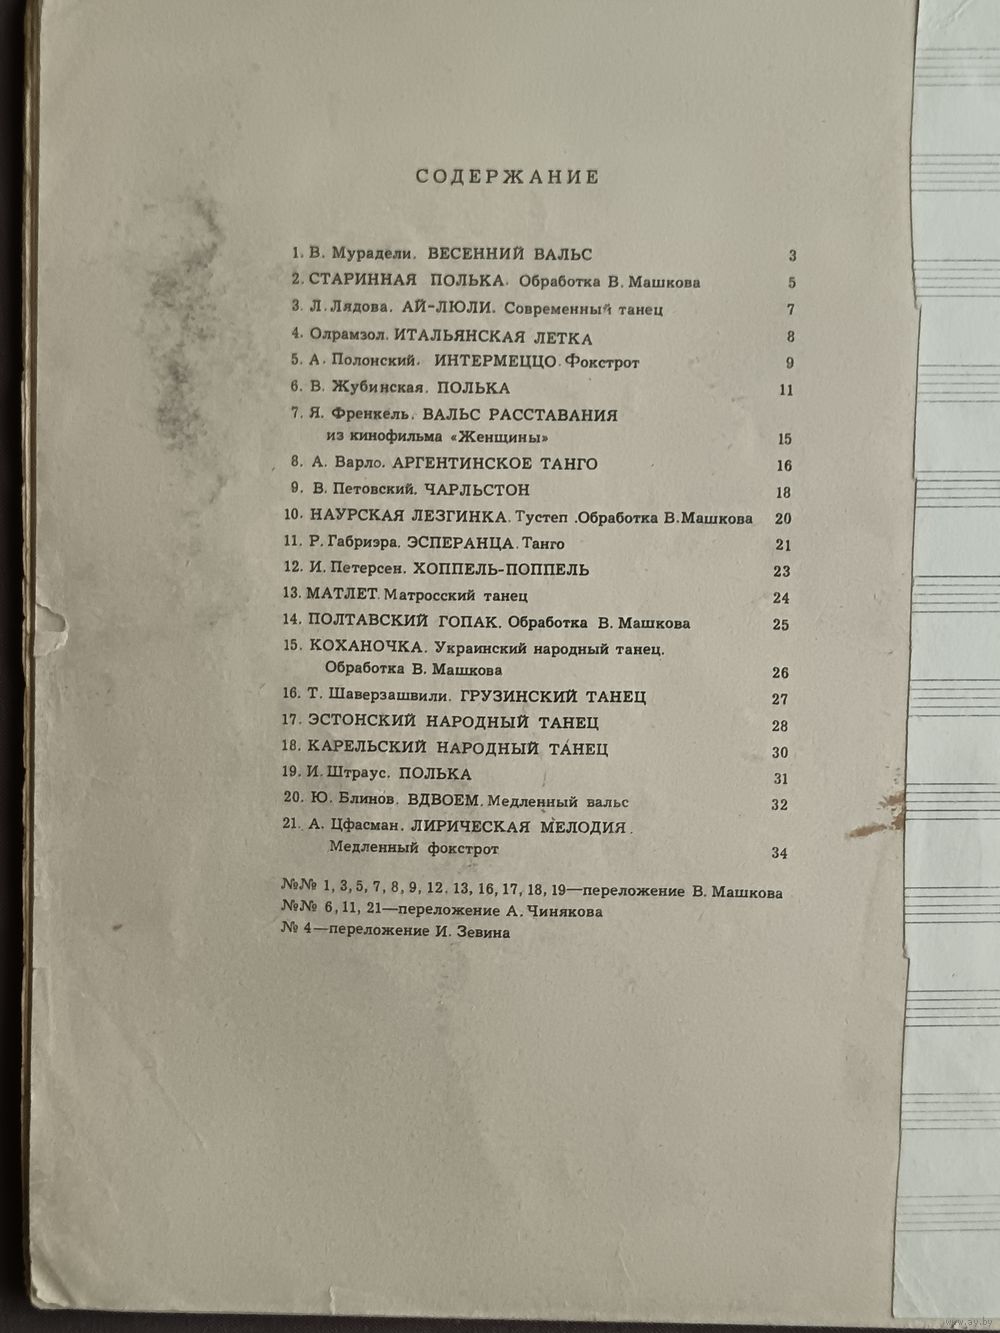 СОДЕРЖАНИЕ
1. В. Мурадели. ВЕСЕННИЙ ВАЛЬС 3
2. СТАРИННАЯ ПОЛЬКА. Обработка В. Машкова 5
3. Л. Лядова. АЙ-ЛЮЛИ. Современный танец 7
4. Олрамзол. ИТАЛЬЯНСКАЯ ЛЕТКА 8
5. А. Полонский. ИНТЕРМЕЦЦО. Фокстрот 9
6. В. Жубинская. ПОЛЬКА 11
7. Я. Френкель. ВАЛЬС РАССТАВАНИЯ
из кинофильма «Женщины» 15
8. А. Варло. АРГЕНТИНСКОЕ ТАНГО 16
9. В. Петовский. ЧАРЛЬСТОН 18
10. НАУРСКАЯ ЛЕЗГИНКА. Тустеп .Обработка В.Машкова 20
11. Р. Габриэра. ЭСПЕРАНЦА. Танго 21
12. И. Петерсен. ХОППЕЛЬ-ПОППЕЛЬ 23
13. МАТЛЕТ. Матросский танец 24
14. ПОЛТАВСКИЙ ГОПАК. Обработка В. Машкова 25
15. КОХАНОЧКА. Украинский народный танец.
Обработка В. Машкова 26
16. Т. Шаверзашвили. ГРУЗИНСКИЙ ТАНЕЦ 27
17. ЭСТОНСКИЙ НАРОДНЫЙ ТАНЕЦ 28
18. КАРЕЛЬСКИЙ НАРОДНЫЙ ТАНЕЦ 30
19. И. Штраус. ПОЛЬКА 31
20. Ю. Блинов. ВДВОЕМ. Медленный вальс 32
21. А. Цфасман. ЛИРИЧЕСКАЯ МЕЛОДИЯ.
Медленный фокстрот 34
№№ 1, 3, 5, 7, 8, 9, 12, 13, 16, 17, 18, 19—переложение В. Машкова
№№ 6, 11, 21—переложение А. Чинякова
№ 4—переложение И. Зевина
www.ay.by